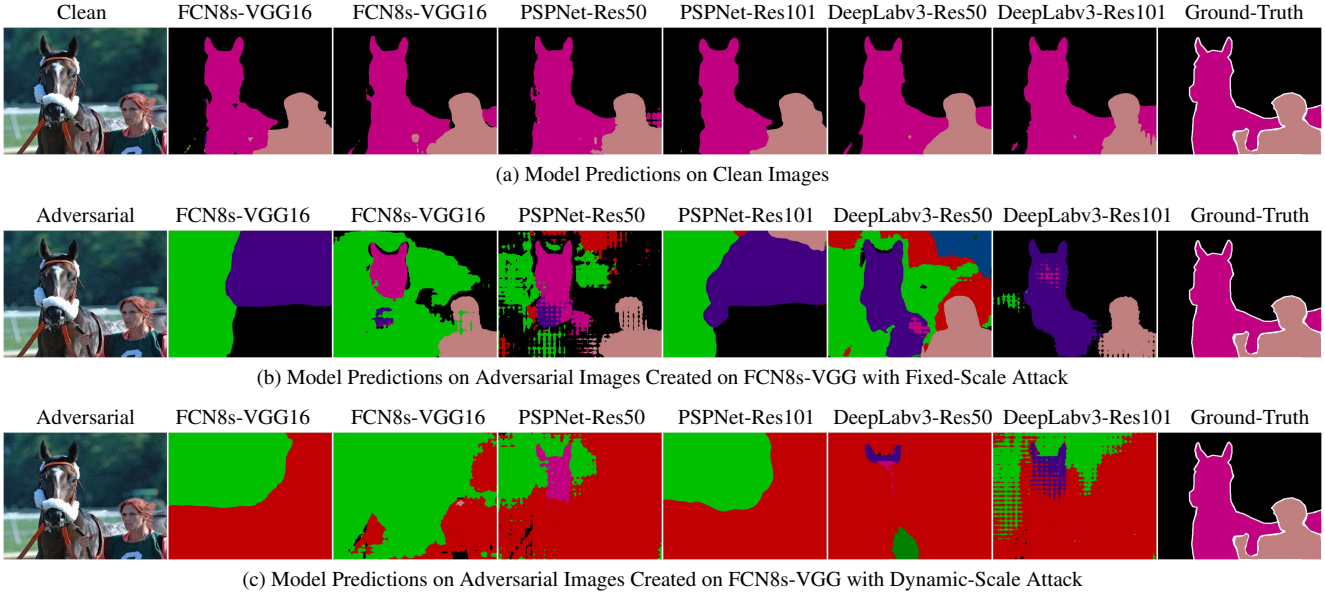 Clean FCN8s-VGG16 FCN8s-VGG16 PSPNet-Res50 PSPNet-Res101 DeepLabv3-Res50 DeepLabv3-Res101 Ground-Truth
(a) Model Predictions on Clean Images
Adversarial FCN8s-VGG16 FCN8s-VGG16 PSPNet-Res50 PSPNet-Res101 DeepLabv3-Res50 DeepLabv3-Res101 Ground-Truth
(b) Model Predictions on Adversarial Images Created on FCN8s-VGG with Fixed-Scale Attack
Adversarial FCN8s-VGG16 FCN8s-VGG16 PSPNet-Res50 PSPNet-Res101 DeepLabv3-Res50 DeepLabv3-Res101 Ground-Truth
(c) Model Predictions on Adversarial Images Created on FCN8s-VGG with Dynamic-Scale Attack